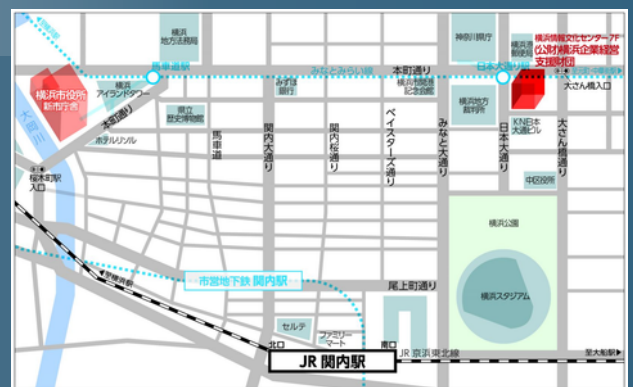 横浜
地方法務局
神奈川県庁
横浜港
郵便局
横浜情報文化センター7F
(公財)横浜企業経営
支援財団
馬車道駅
本町通り
みなとみらい線
日本大通り駅
大さん橋入口
横浜市役所
新市庁舎
横浜
アイランドタワー
みずほ
銀行
横浜市開港
記念会館
横浜地方
裁判所
KN日本
大通ビル
大岡川
本町通り
県立
歴史博物館
ホテルリソル
馬車道
関内大通り
関内桜通り
ベイスターズ通り
みなと大通り
日本大通り
大さん橋通り
桜木町駅
入口
中区役所
横浜公園
横浜スタジアム
至横浜駅
市営地下鉄 関内駅
尾上町通り
セルテ
ファミリー
マート
北口
南口
JR 関内駅
JR 京浜東北線
至大船駅